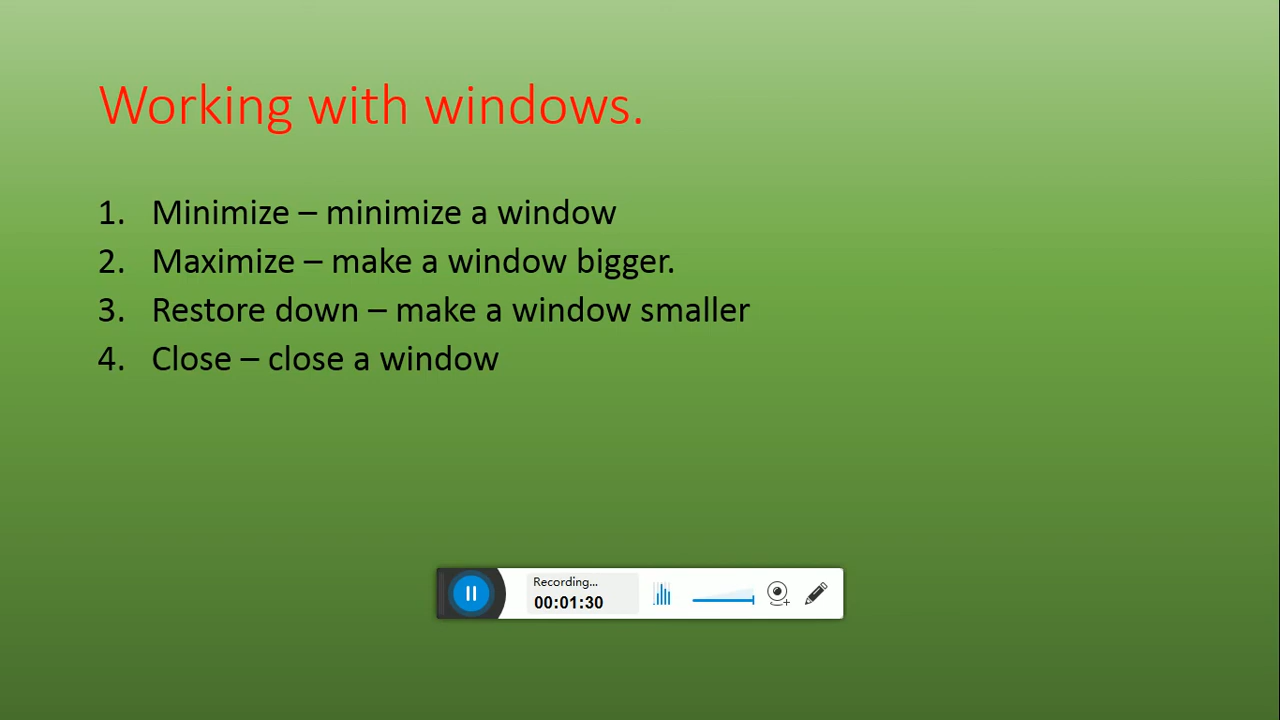 Working with windows.
1. Minimize – minimize a window
2. Maximize – make a window bigger.
3. Restore down – make a window smaller
4. Close – close a window
Recording...
00:01:30